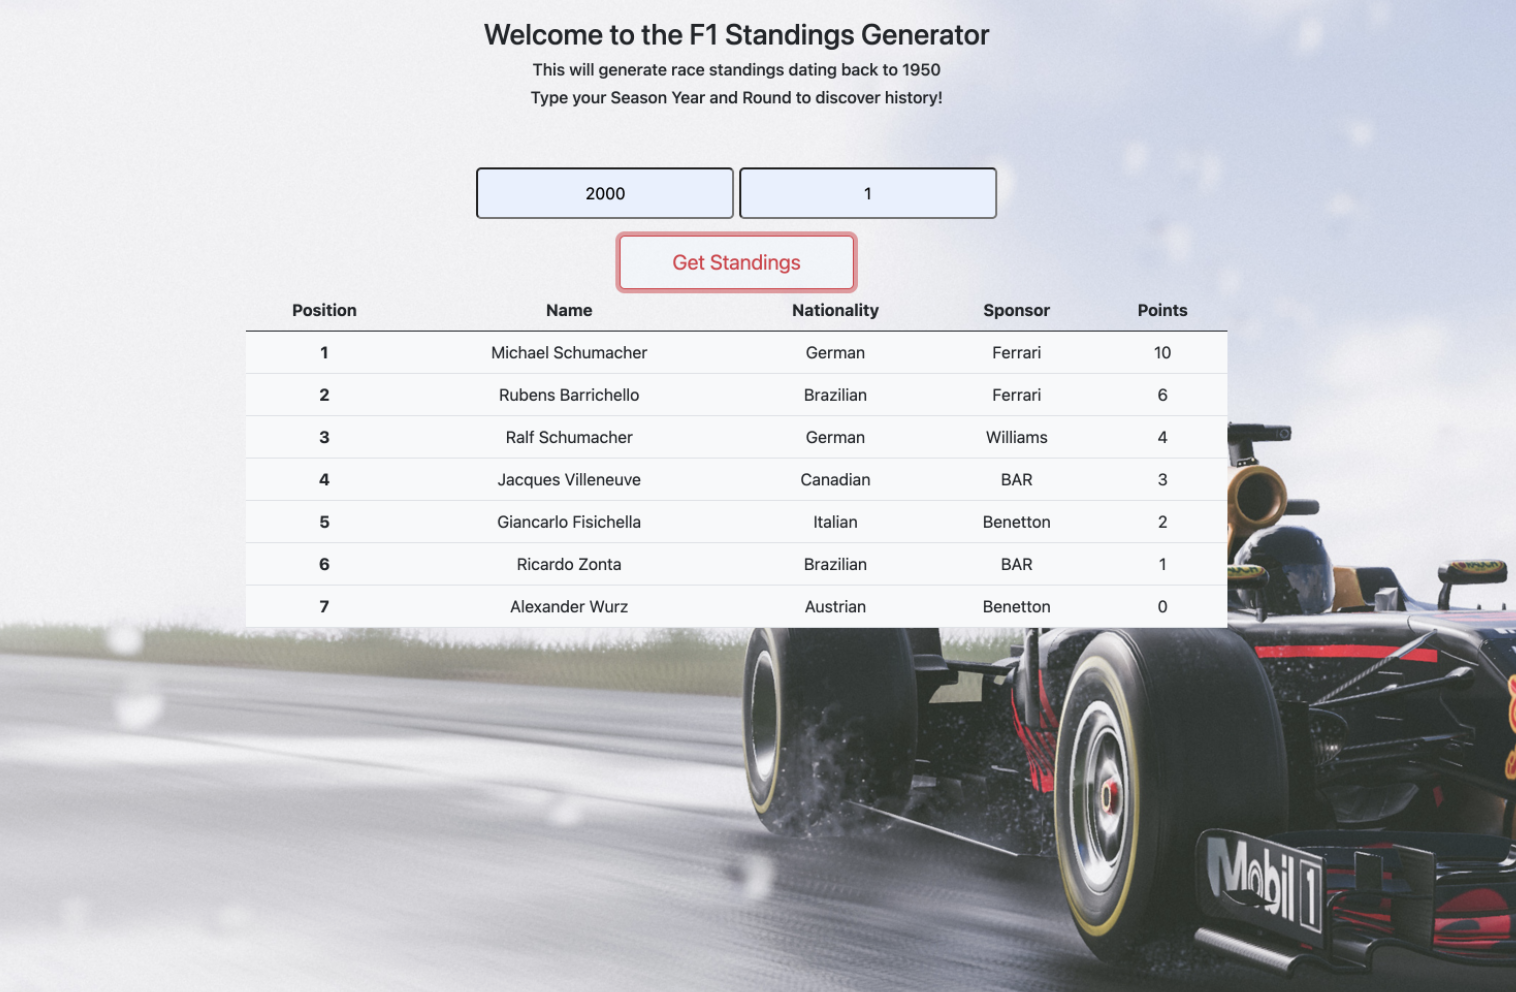 Welcome to the F1 Standings Generator
This will generate race standings dating back to 1950
Type your Season Year and Round to discover history!
2000 1
Get Standings
Position Name Nationality Sponsor Points
1 Michael Schumacher German Ferrari 10
2 Rubens Barrichello Brazilian Ferrari 6
3 Ralf Schumacher German Williams 4
4 Jacques Villeneuve Canadian BAR 3
5 Giancarlo Fisichella Italian Benetton 2
6 Ricardo Zonta Brazilian BAR 1
7 Alexander Wurz Austrian Benetton 0
Mobil 1